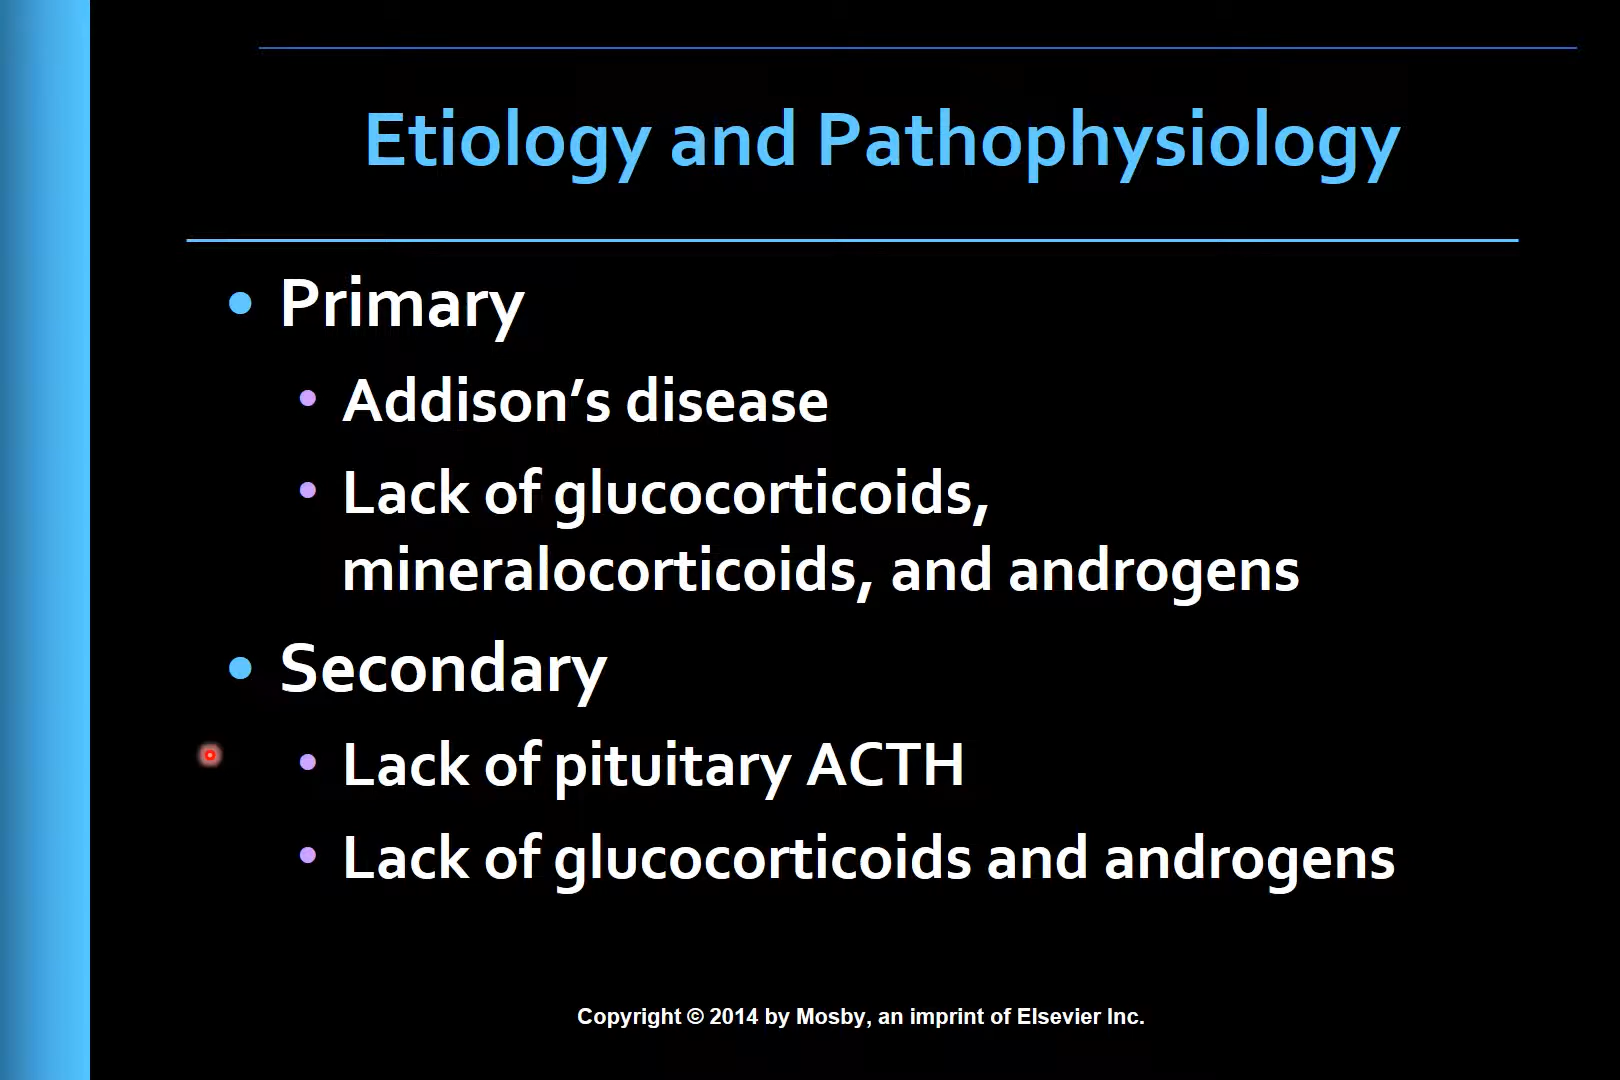 Etiology and Pathophysiology
• Primary
• Addison’s disease
• Lack of glucocorticoids,
mineralocorticoids, and androgens
• Secondary
• Lack of pituitary ACTH
• Lack of glucocorticoids and androgens
Copyright © 2014 by Mosby, an imprint of Elsevier Inc.